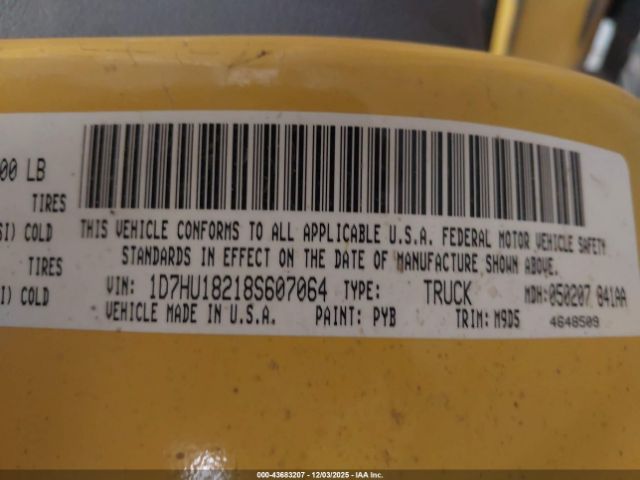 00 LB
TIRES
SI) COLD
TIRES
I) COLD
THIS VEHICLE CONFORMS TO ALL APPLICABLE U.S.A. FEDERAL MOTOR VEHICLE SAFETY
STANDARDS IN EFFECT ON THE DATE OF MANUFACTURE SHOWN ABOVE.
VIN: 1D7HU18218S607064 TYPE: TRUCK MDH:050207 841AA
VEHICLE MADE IN U.S.A. PAINT: PYB TRIM: M9D5 4648509
000-43683207 - 12/03/2025 - IAA Inc.